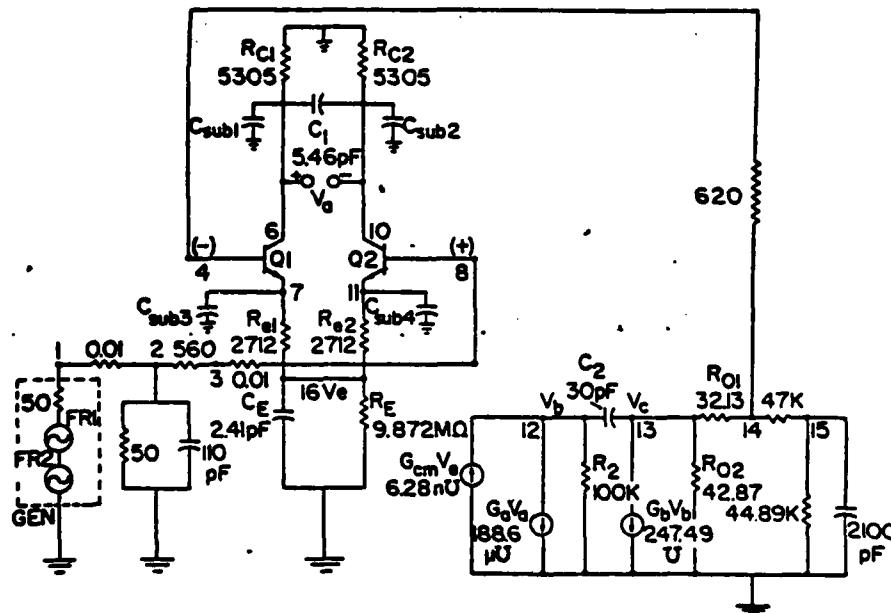 RC1
5305
RC2
5305
Csub1
C1
Csub2
5.46pF
+
-
Va
620
6
10
(-)
4
Q1
Q2
(+)
8
7
11
Csub3
Csub4
Re1
2712
Re2
2712
1
0.01
2
560
3
0.01
16Ve
50
FR1
FR2
GEN
50
110
pF
CE
2.41pF
RE
9.872MΩ
C2
30pF
Vb
12
Vc
13
RO1
32.13
47K
14
15
GcmVe
6.28n℧
GaVa
188.6
µ℧
R2
100K
GbVb
247.49
℧
RO2
42.87
44.89K
2100
pF